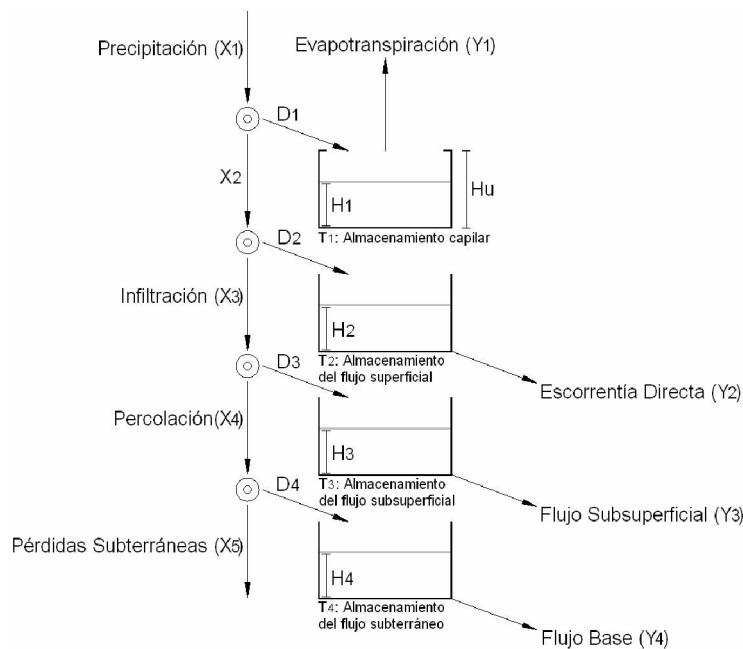 Precipitación (X1)
Evapotranspiración (Y1)
D1
X2
H1
Hu
T1: Almacenamiento capilar
D2
Infiltración (X3)
H2
T2: Almacenamiento
del flujo superficial
D3
Escorrentía Directa (Y2)
Percolación(X4)
H3
T3: Almacenamiento
del flujo subsuperficial
D4
Flujo Subsuperficial (Y3)
Pérdidas Subterráneas (X5)
H4
T4: Almacenamiento
del flujo subterráneo
Flujo Base (Y4)